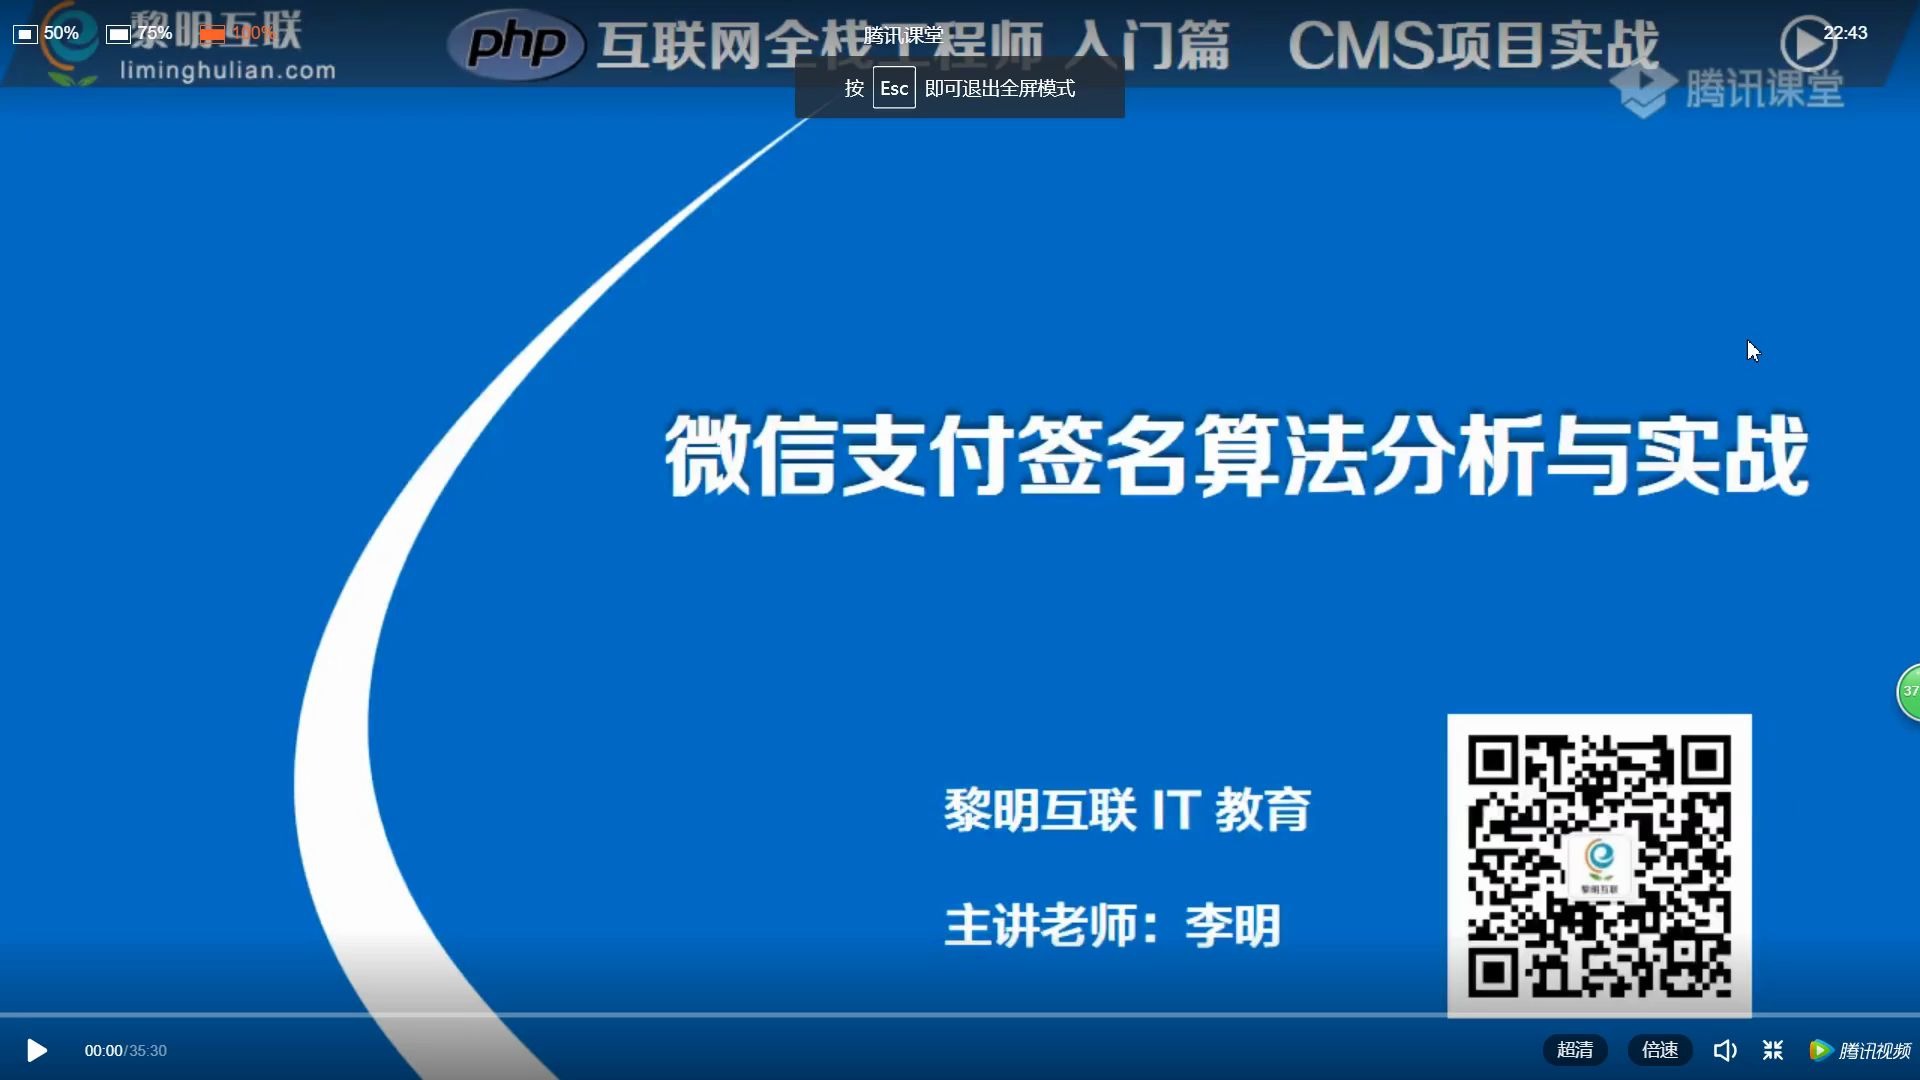 50% 75% 100%
黎明互联
liminghulian.com
php 互联网全栈工程师 入门篇 CMS项目实战
腾讯课堂
22:43
按 Esc 即可退出全屏模式
腾讯课堂
微信支付签名算法分析与实战
37
黎明互联 IT 教育
黎明互联
主讲老师：李明
00:00/35:30
超清 倍速 腾讯视频